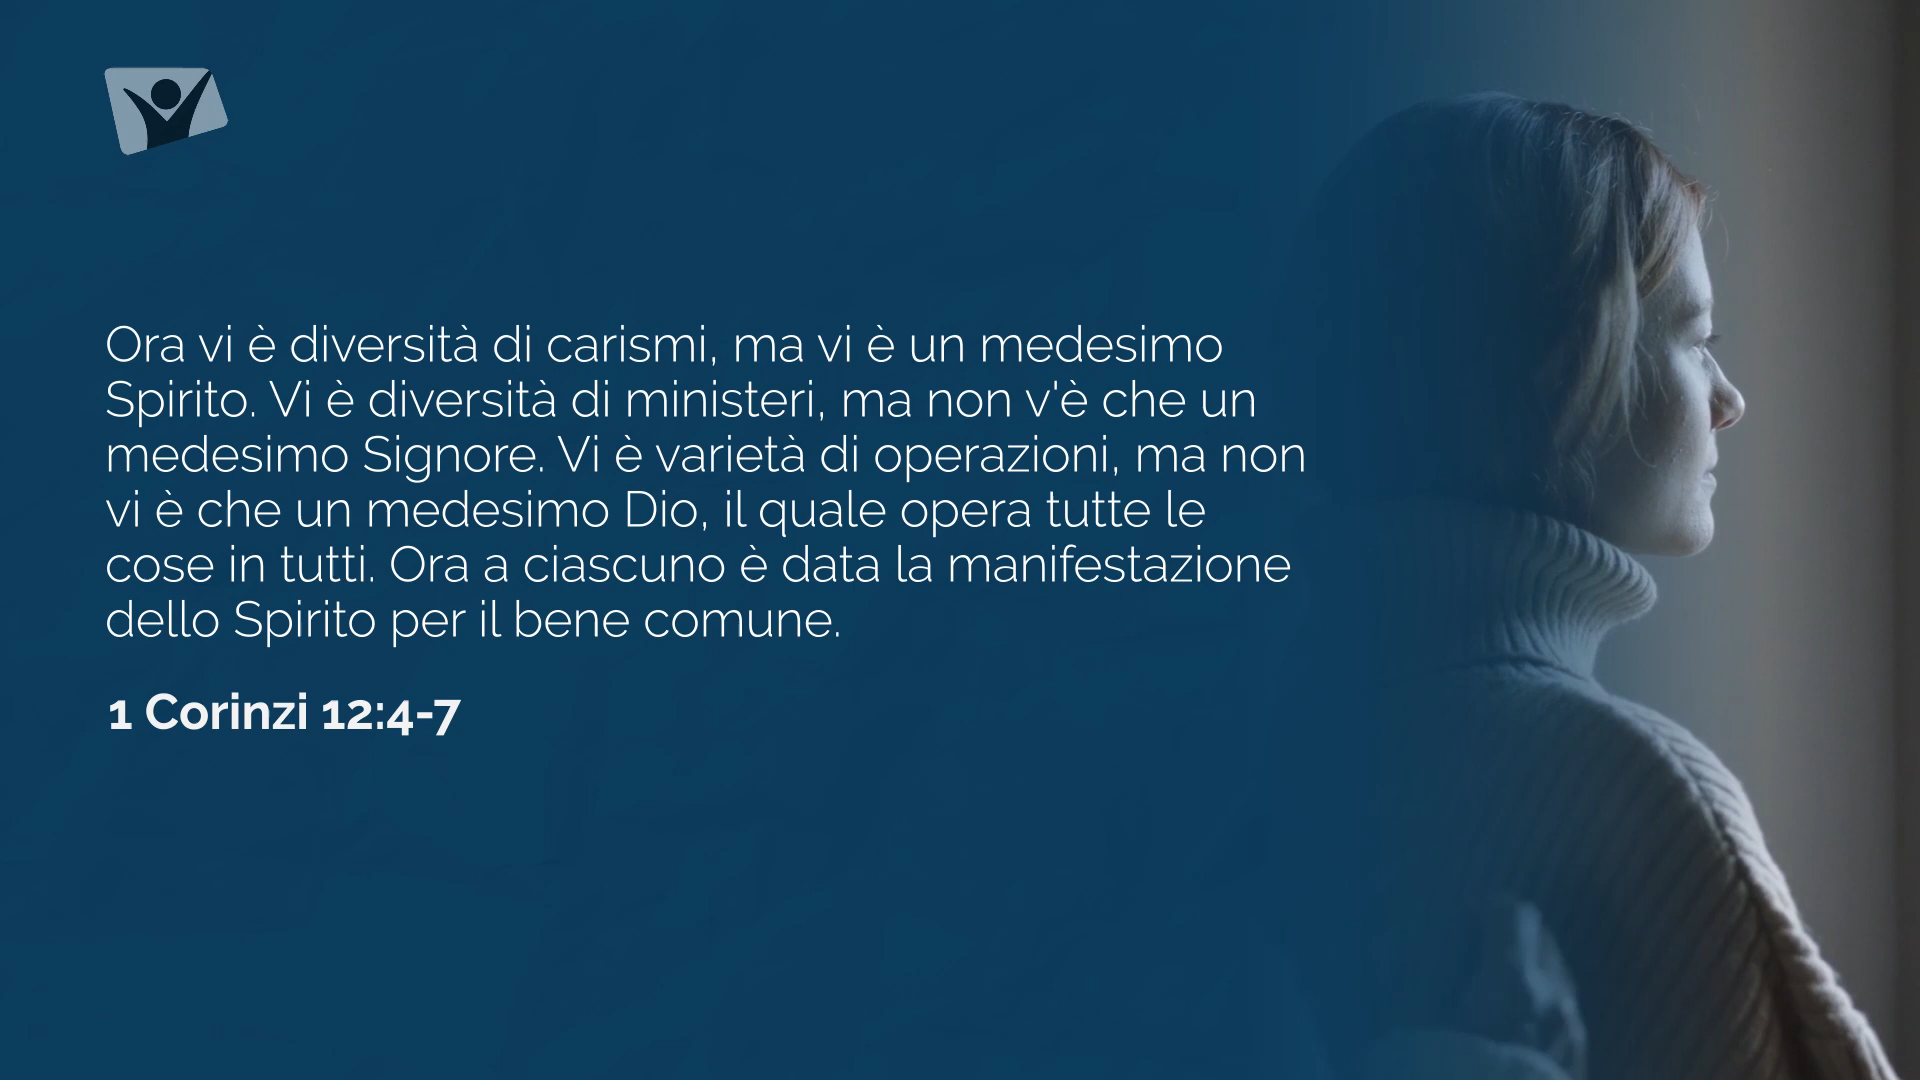 Ora vi è diversità di carismi, ma vi è un medesimo
Spirito. Vi è diversità di ministeri, ma non v'è che un
medesimo Signore. Vi è varietà di operazioni, ma non
vi è che un medesimo Dio, il quale opera tutte le
cose in tutti. Ora a ciascuno è data la manifestazione
dello Spirito per il bene comune.
1 Corinzi 12:4-7